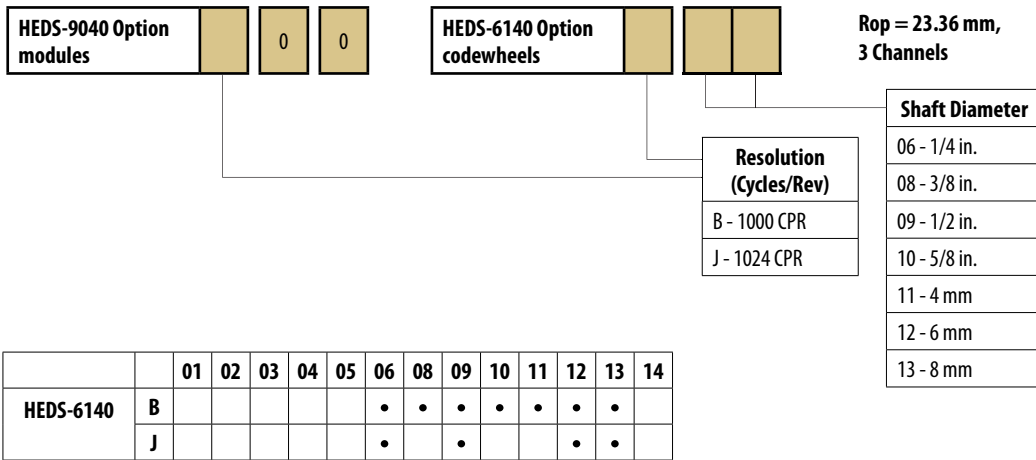 HEDS-9040 Option
modules
0
0
HEDS-6140 Option
codewheels
Rop = 23.36 mm,
3 Channels
Resolution
(Cycles/Rev)
B - 1000 CPR
J - 1024 CPR
Shaft Diameter
06 - 1/4 in.
08 - 3/8 in.
09 - 1/2 in.
10 - 5/8 in.
11 - 4 mm
12 - 6 mm
13 - 8 mm
01 02 03 04 05 06 08 09 10 11 12 13 14
HEDS-6140 B • • • • • • •
J • • • •